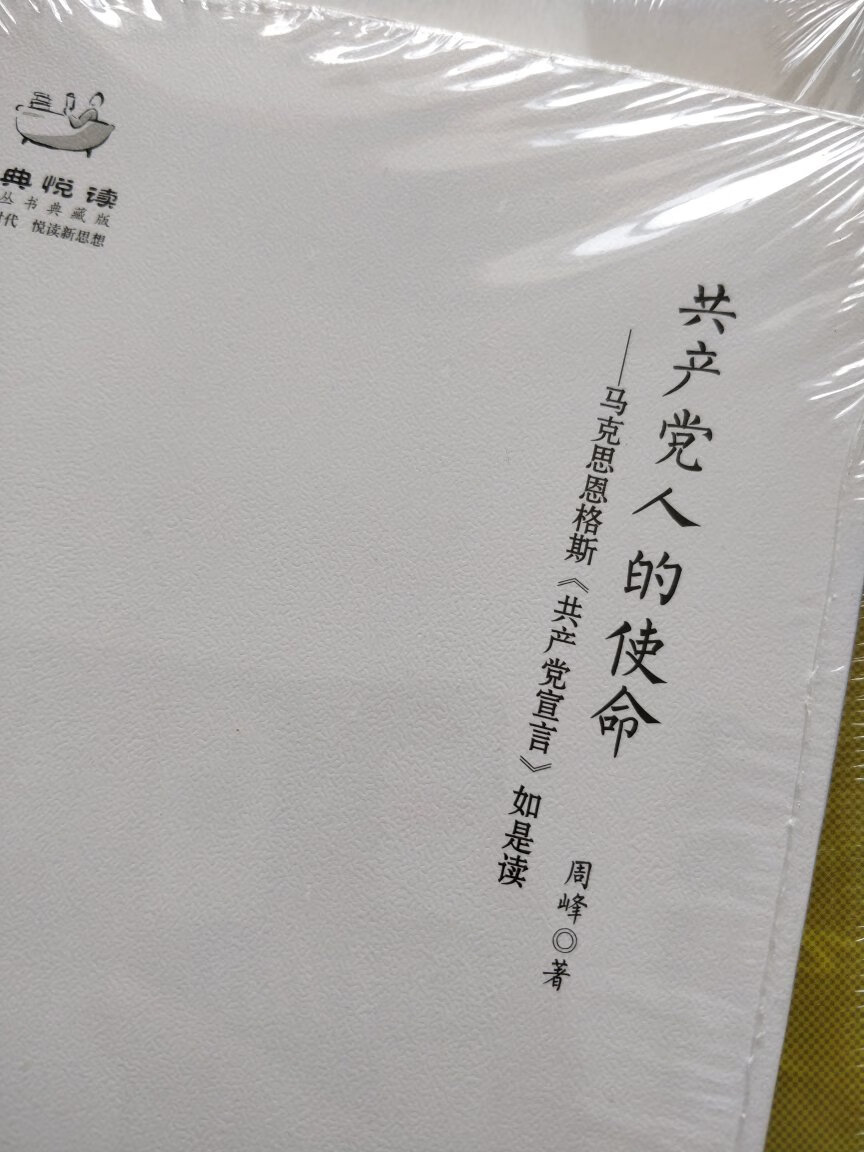 典悦读
丛书典藏版
时代 悦读新思想
共产党人的使命
——马克思恩格斯《共产党宣言》如是读
周峰◎著